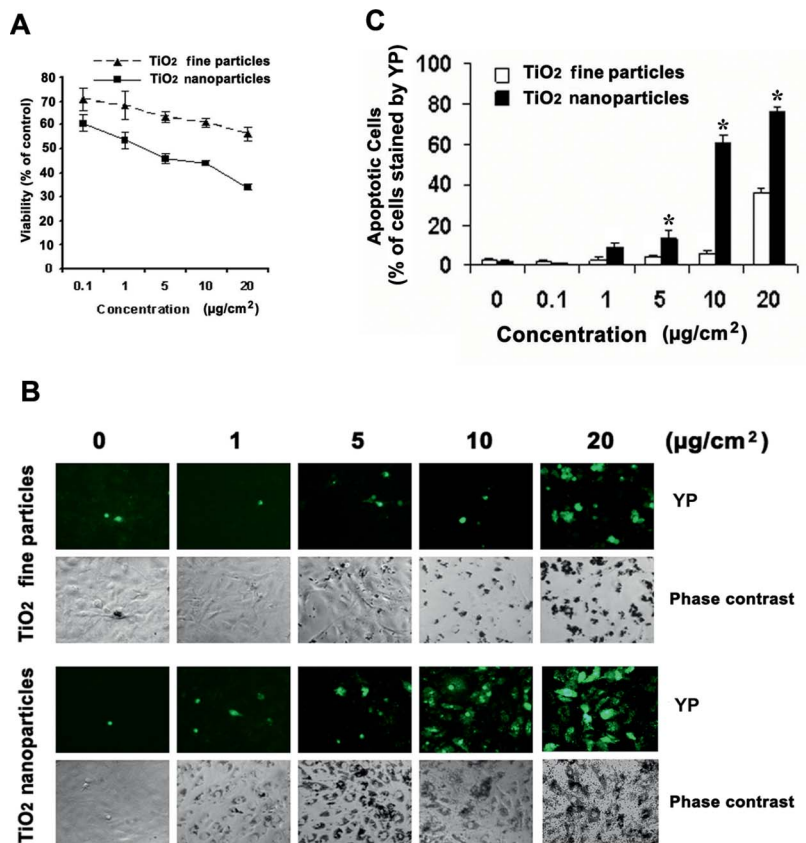 A
TiO2 fine particles
TiO2 nanoparticles
Viability (% of control)
80
70
60
50
40
30
20
10
0
0.1 1 5 10 20
Concentration (µg/cm2)
C
TiO2 fine particles
TiO2 nanoparticles
Apoptotic Cells
(% of cells stained by YP)
100
80
60
40
20
0
*
*
*
0 0.1 1 5 10 20
Concentration (µg/cm2)
B
0 1 5 10 20 (µg/cm2)
TiO2 fine particles
YP
Phase contrast
TiO2 nanoparticles
YP
Phase contrast